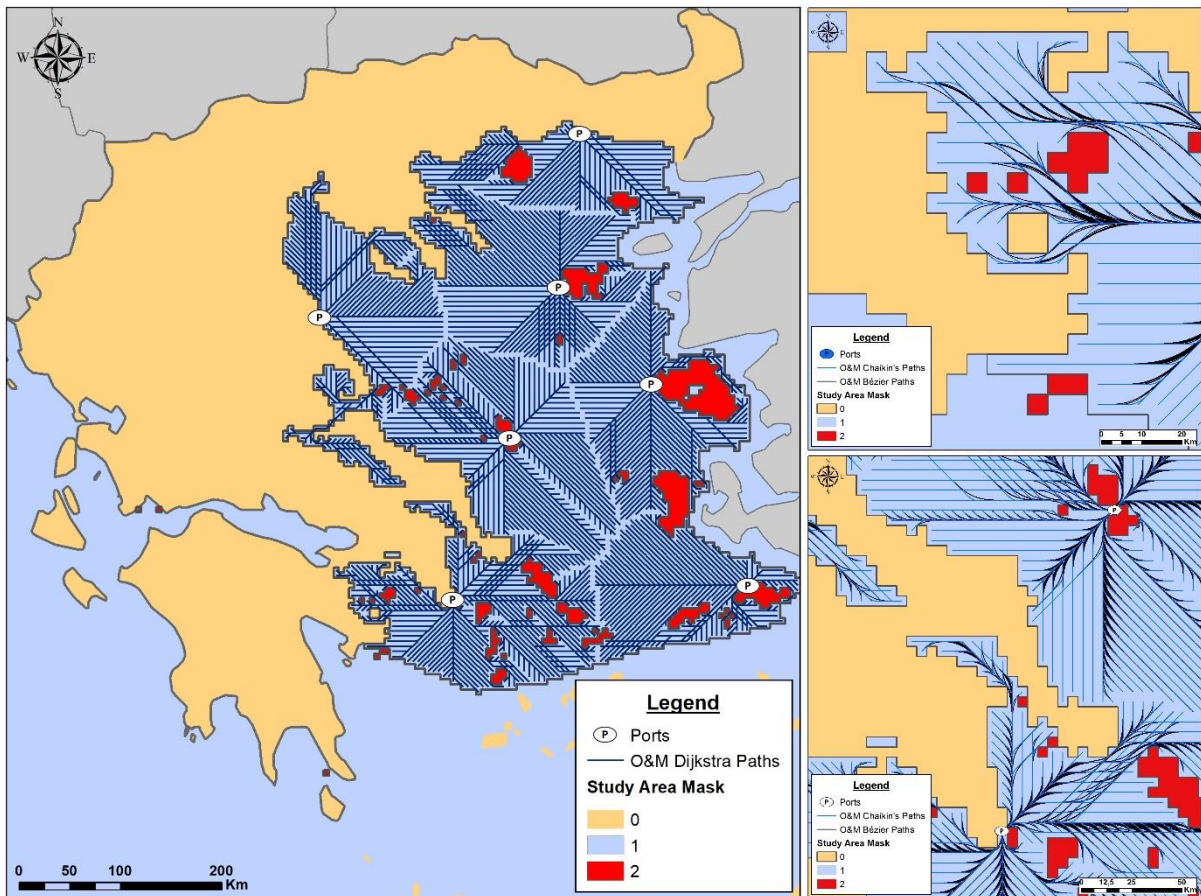 N
W E
S
P
P
P
P
P
P
P
Legend
P Ports
O&M Dijkstra Paths
Study Area Mask
0
1
2
0 50 100 200
Km
Legend
P Ports
O&M Chaikin's Paths
O&M Bézier Paths
Study Area Mask
0
1
2
0 5 10 20
Km
P
P
Legend
P Ports
O&M Chaikin's Paths
O&M Bézier Paths
Study Area Mask
0
1
2
0 12,5 25 50
Km